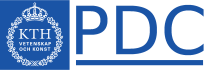 KTH
VETENSKAP
OCH KONST
PDC